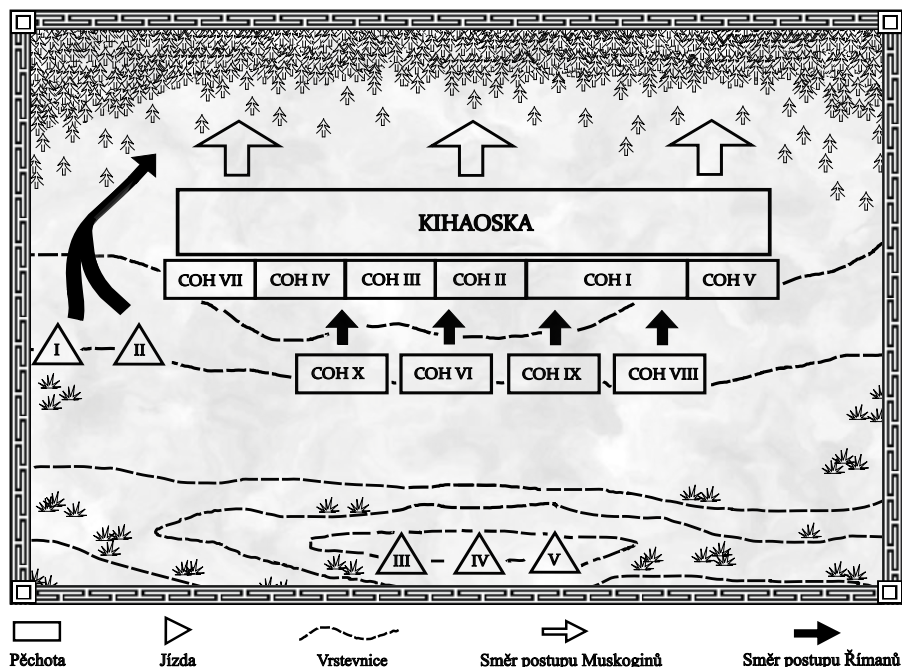 KIHAOSKA
COH VII COH IV COH III COH II COH I COH V
I II
COH X COH VI COH IX COH VIII
III IV V
Pěchota Jízda Vrstevnice Směr postupu Muskoginů Směr postupu Římanů